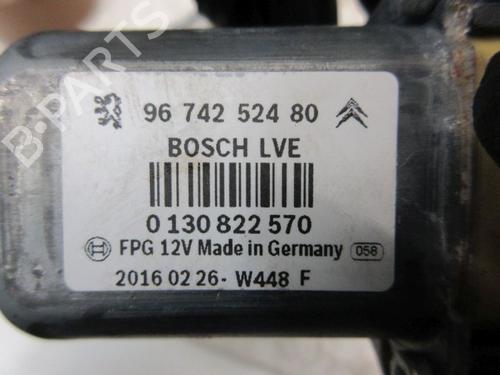 96 742 524 80
BOSCH LVE
0 130 822 570
FPG 12V Made in Germany 058
2016 02 26- W448 F
B-PARTS